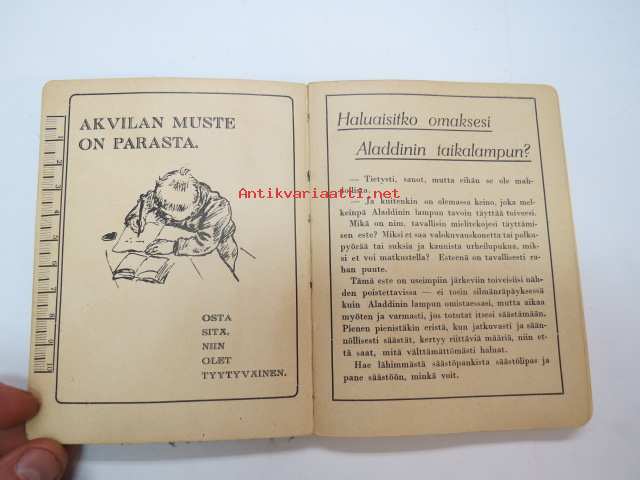 AKVILAN MUSTE
ON PARASTA.
OSTA
SITÄ,
NIIN
OLET
TYYTYVÄINEN.
Haluaisitko omaksesi
Aladdinin taikalampun?
— Tietysti, sanot, mutta eihän se ole mah-
dollista.
— Ja kuitenkin on olemassa keino, joka mel-
keinpä Aladdinin lampun tavoin täyttää toiveesi.
Mikä on nim. tavallisin mielitekojesi täyttämi-
sen este? Miksi et saa valokuvauskonetta tai polku-
pyörää tai suksia ja kaunista urheilupukua, mik-
si et voi matkustella? Esteenä on tavallisesti ra-
han puute.
Tämä este on useimpiin järkeviin toiveisiisi näh-
den poistettavissa — ei tosin silmänräpäyksessä
kuin Aladdinin lampun omistaessasi, mutta aikaa
myöten ja varmasti, jos totutat itsesi säästämään.
Pienen pienistäkin eristä, kun jatkuvasti ja sään-
nöllisesti säästät, kertyy riittäviä määriä, niin et-
tä saat, mitä välttämättömästi haluat.
Hae lähimmästä säästöpankista säästölipas ja
pane säästöön, minkä voit.
Antikvariaatti.net